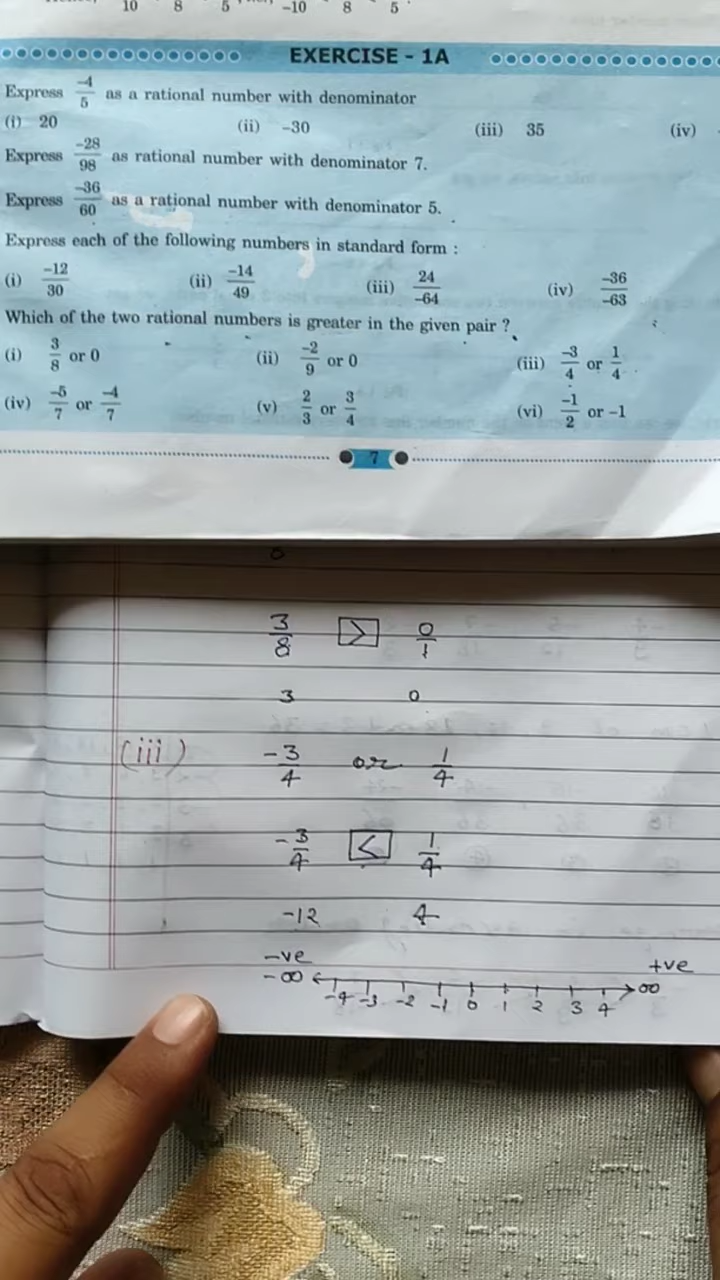 10 8 5 -10 8 5
EXERCISE - 1A
Express -4/5 as a rational number with denominator
(i) 20 (ii) -30 (iii) 35 (iv)
Express -28/98 as rational number with denominator 7.
Express -36/60 as a rational number with denominator 5.
Express each of the following numbers in standard form :
(i) -12/30 (ii) -14/49 (iii) 24/-64 (iv) -36/-63
Which of the two rational numbers is greater in the given pair ?
(i) 3/8 or 0 (ii) -2/9 or 0 (iii) -3/4 or 1/4
(iv) -5/7 or -4/7 (v) 2/3 or 3/4 (vi) -1/2 or -1
7
3/8 > 0/1
3 0
(iii) -3/4 or 1/4
-3/4 < 1/4
-12 4
-ve +ve
-∞ -4 -3 -2 -1 0 1 2 3 4 ∞